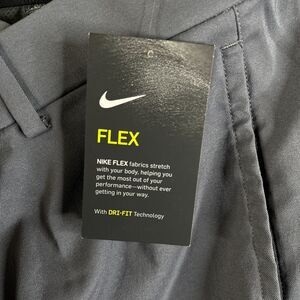 FLEX
NIKE FLEX fabrics stretch
with your body, helping you
get the most out of your
performance—without ever
getting in your way.
With DRI-FIT Technology